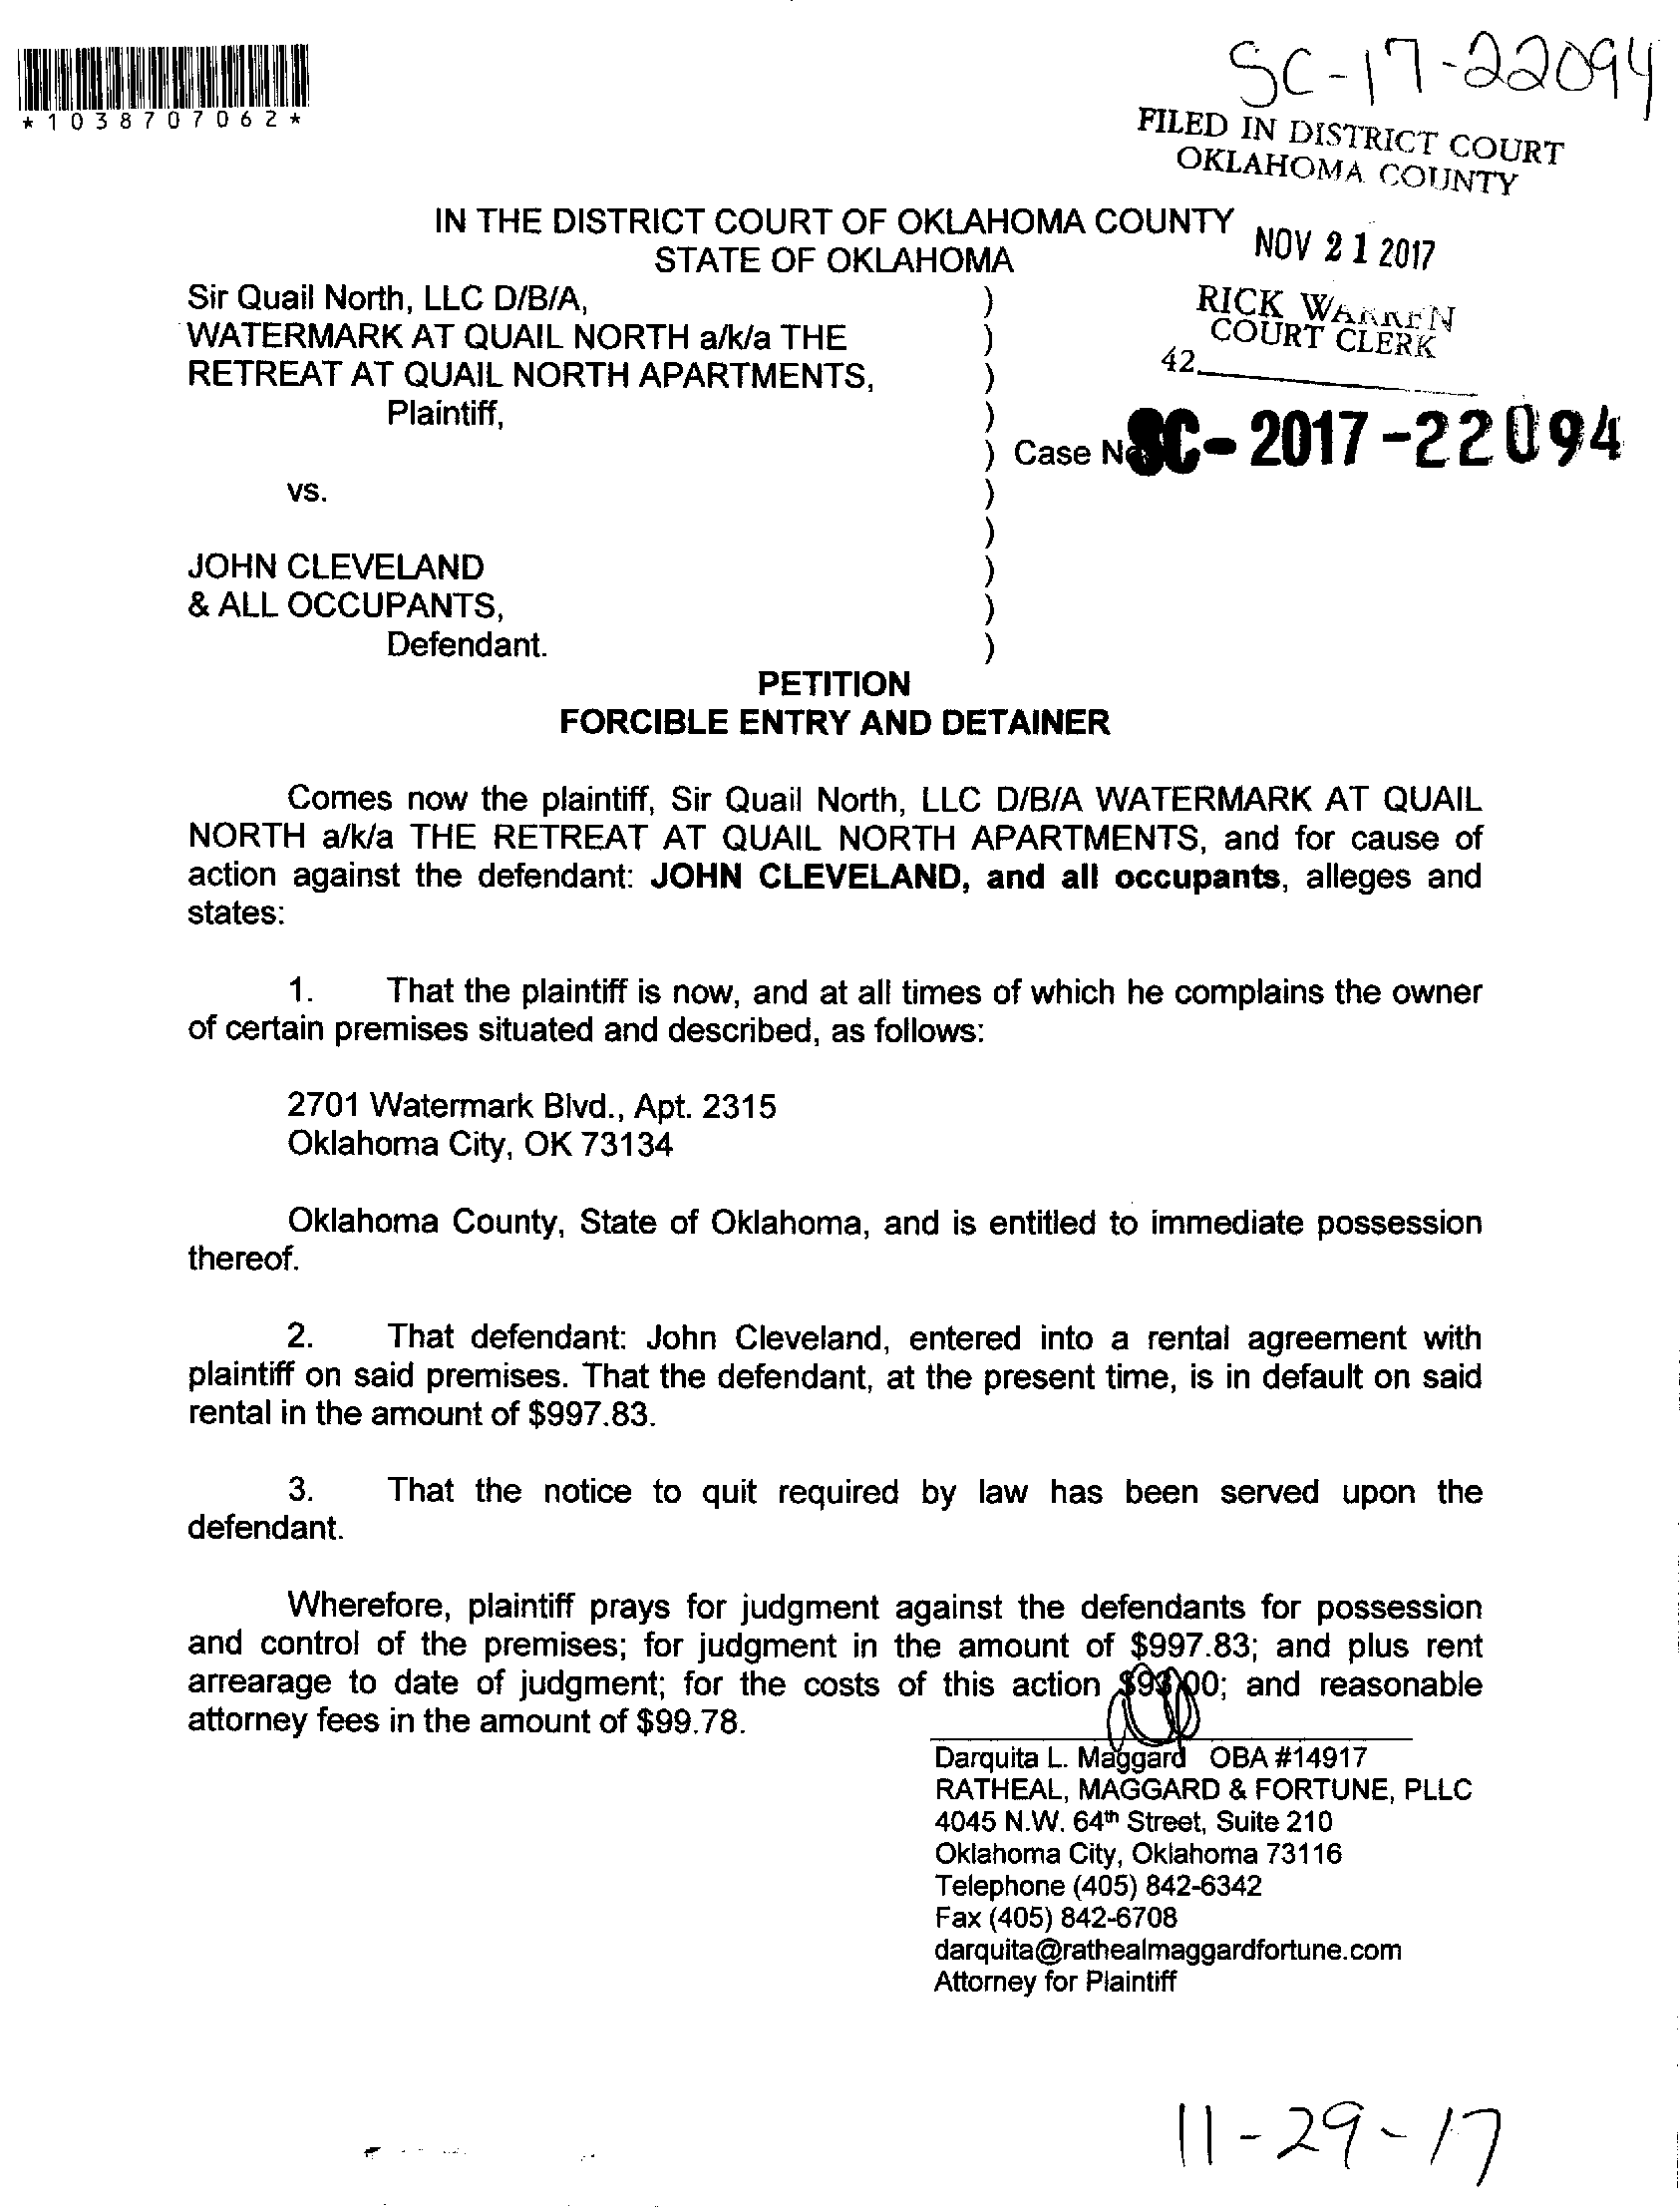 SC-17-22094
*1038707062*
FILED IN DISTRICT COURT
OKLAHOMA COUNTY
IN THE DISTRICT COURT OF OKLAHOMA COUNTY
STATE OF OKLAHOMA
NOV 21 2017
RICK WARREN
COURT CLERK
42
Sir Quail North, LLC D/B/A, )
WATERMARK AT QUAIL NORTH a/k/a THE )
RETREAT AT QUAIL NORTH APARTMENTS, )
Plaintiff, )
) Case No. SC-2017-22094
vs. )
)
JOHN CLEVELAND )
& ALL OCCUPANTS, )
Defendant. )
PETITION
FORCIBLE ENTRY AND DETAINER
Comes now the plaintiff, Sir Quail North, LLC D/B/A WATERMARK AT QUAIL
NORTH a/k/a THE RETREAT AT QUAIL NORTH APARTMENTS, and for cause of
action against the defendant: JOHN CLEVELAND, and all occupants, alleges and
states:
1. That the plaintiff is now, and at all times of which he complains the owner
of certain premises situated and described, as follows:
2701 Watermark Blvd., Apt. 2315
Oklahoma City, OK 73134
Oklahoma County, State of Oklahoma, and is entitled to immediate possession
thereof.
2. That defendant: John Cleveland, entered into a rental agreement with
plaintiff on said premises. That the defendant, at the present time, is in default on said
rental in the amount of $997.83.
3. That the notice to quit required by law has been served upon the
defendant.
Wherefore, plaintiff prays for judgment against the defendants for possession
and control of the premises; for judgment in the amount of $997.83; and plus rent
arrearage to date of judgment; for the costs of this action ; and reasonable
attorney fees in the amount of $99.78.
Darquita L. Maggard OBA #14917
RATHEAL, MAGGARD & FORTUNE, PLLC
4045 N.W. 64th Street, Suite 210
Oklahoma City, Oklahoma 73116
Telephone (405) 842-6342
Fax (405) 842-6708
darquita@rathealmaggardfortune.com
Attorney for Plaintiff
11-29-17